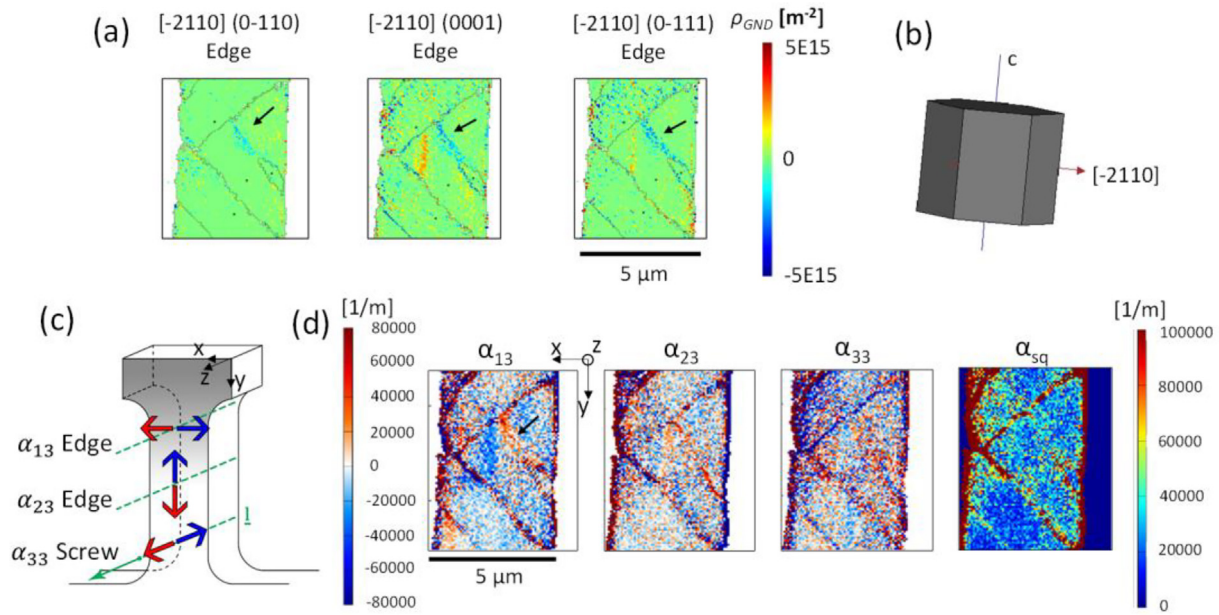 (a)
[-2110] (0-110)
Edge
[-2110] (0001)
Edge
[-2110] (0-111)
Edge
ρGND [m-2]
5E15
0
-5E15
5 µm
(b)
c
[-2110]
(c)
x
z
y
α13 Edge
α23 Edge
α33 Screw
l
(d)
[1/m]
80000
60000
40000
20000
0
-20000
-40000
-60000
-80000
α13
x
z
y
α23
α33
αsq
5 µm
[1/m]
100000
80000
60000
40000
20000
0